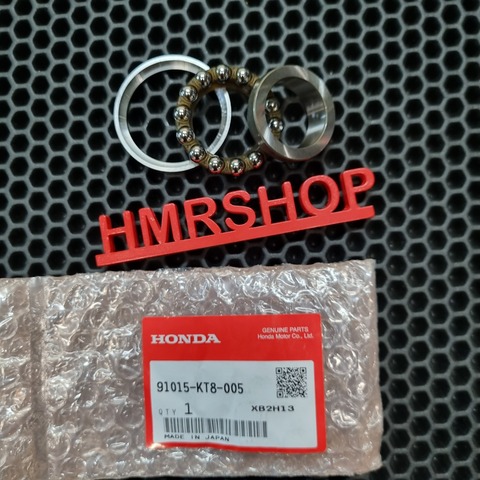 HMRSHOP
HONDA
GENUINE PARTS
Honda Motor Co., Ltd.
91015-KT8-005
QTY 1
XB2H13
MADE IN JAPAN